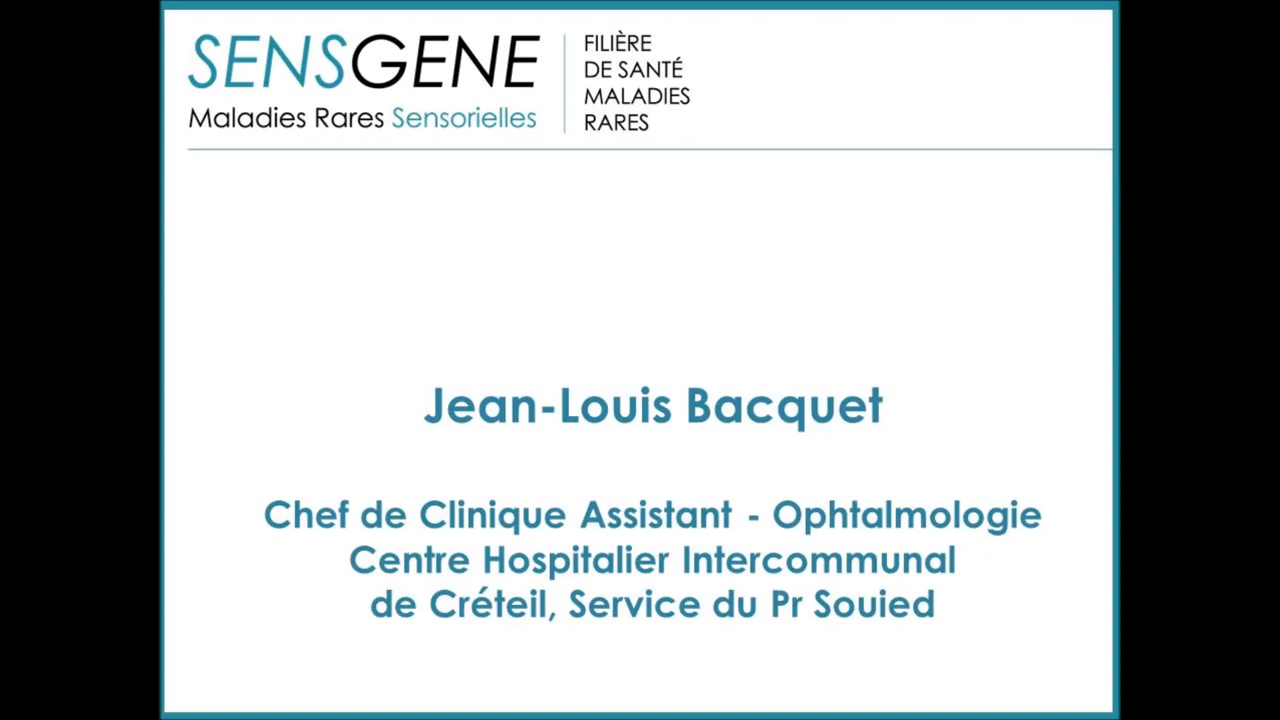 SENSGENE
Maladies Rares Sensorielles
FILIÈRE
DE SANTÉ
MALADIES
RARES
Jean-Louis Bacquet
Chef de Clinique Assistant - Ophtalmologie
Centre Hospitalier Intercommunal
de Créteil, Service du Pr Souied